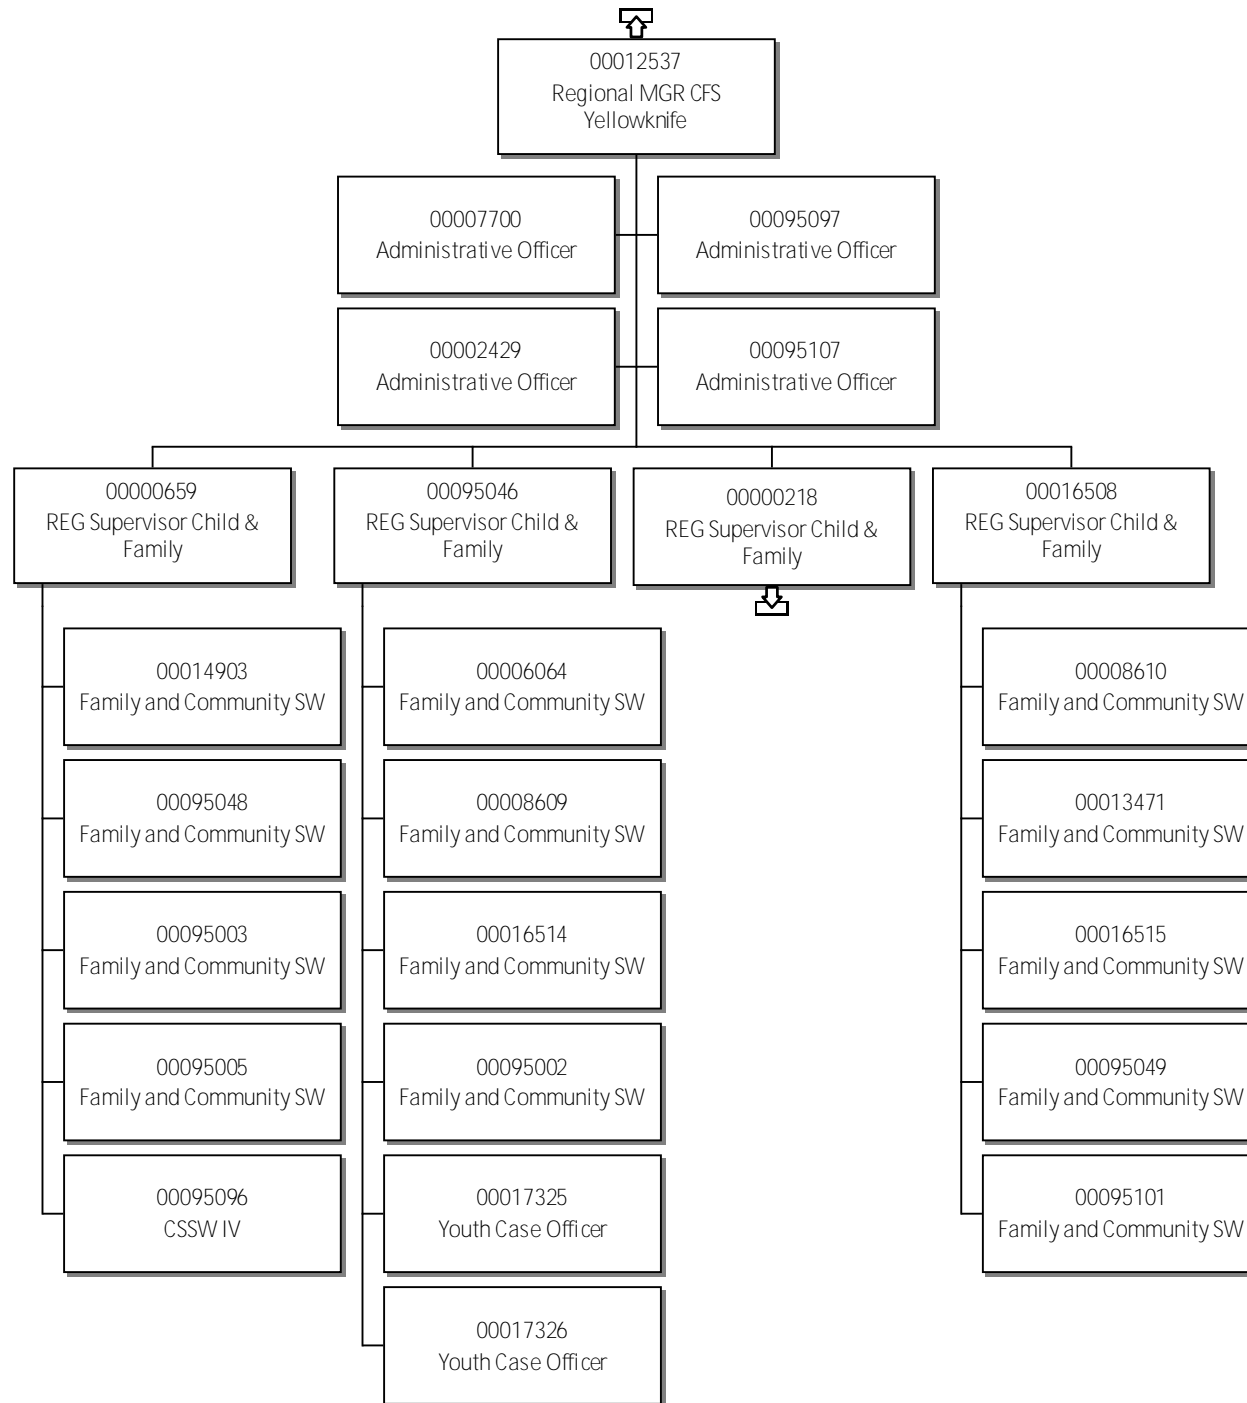 00012537
Regional MGR CFS
Yellowknife
00007700
Administrative Officer
00095097
Administrative Officer
00002429
Administrative Officer
00095107
Administrative Officer
00000659
REG Supervisor Child &
Family
00095046
REG Supervisor Child &
Family
00000218
REG Supervisor Child &
Family
00016508
REG Supervisor Child &
Family
00014903
Family and Community SW
00095048
Family and Community SW
00095003
Family and Community SW
00095005
Family and Community SW
00095096
CSSW IV
00006064
Family and Community SW
00008609
Family and Community SW
00016514
Family and Community SW
00095002
Family and Community SW
00017325
Youth Case Officer
00017326
Youth Case Officer
00008610
Family and Community SW
00013471
Family and Community SW
00016515
Family and Community SW
00095049
Family and Community SW
00095101
Family and Community SW